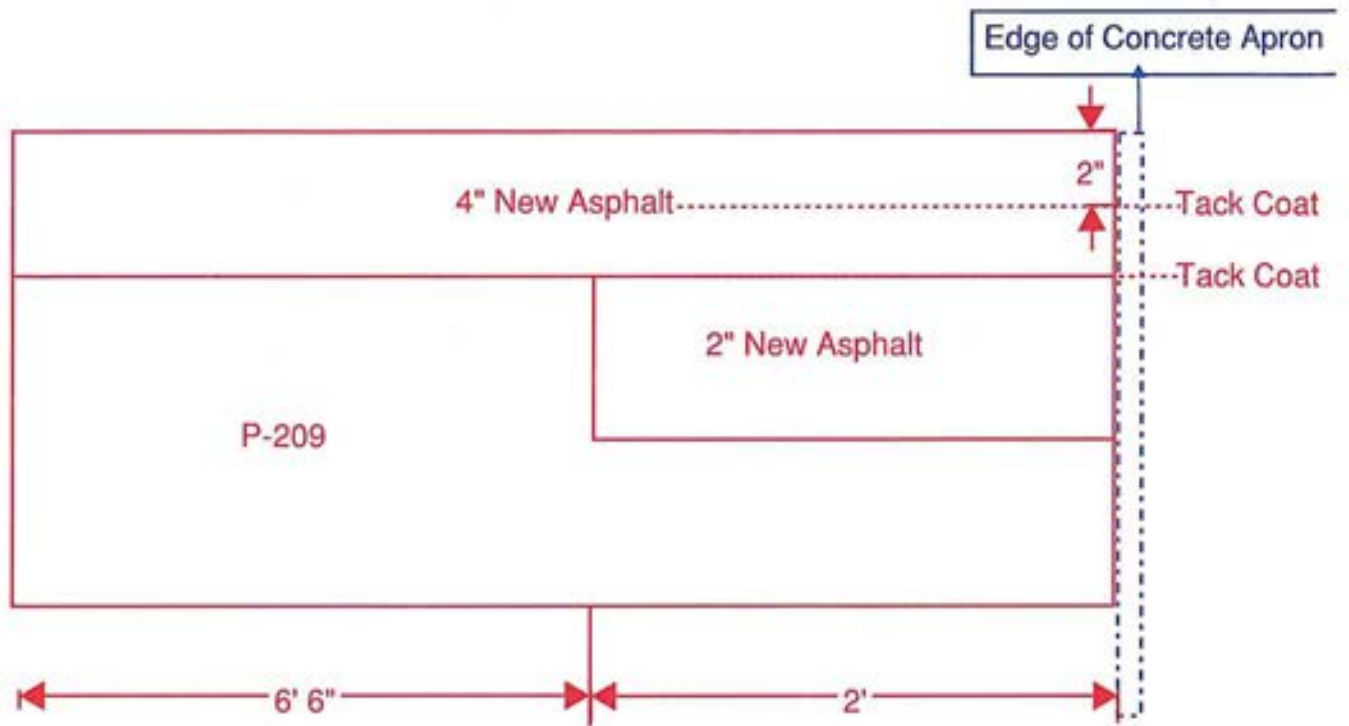 Edge of Concrete Apron
2"
4" New Asphalt
Tack Coat
Tack Coat
2" New Asphalt
P-209
6' 6"
2'